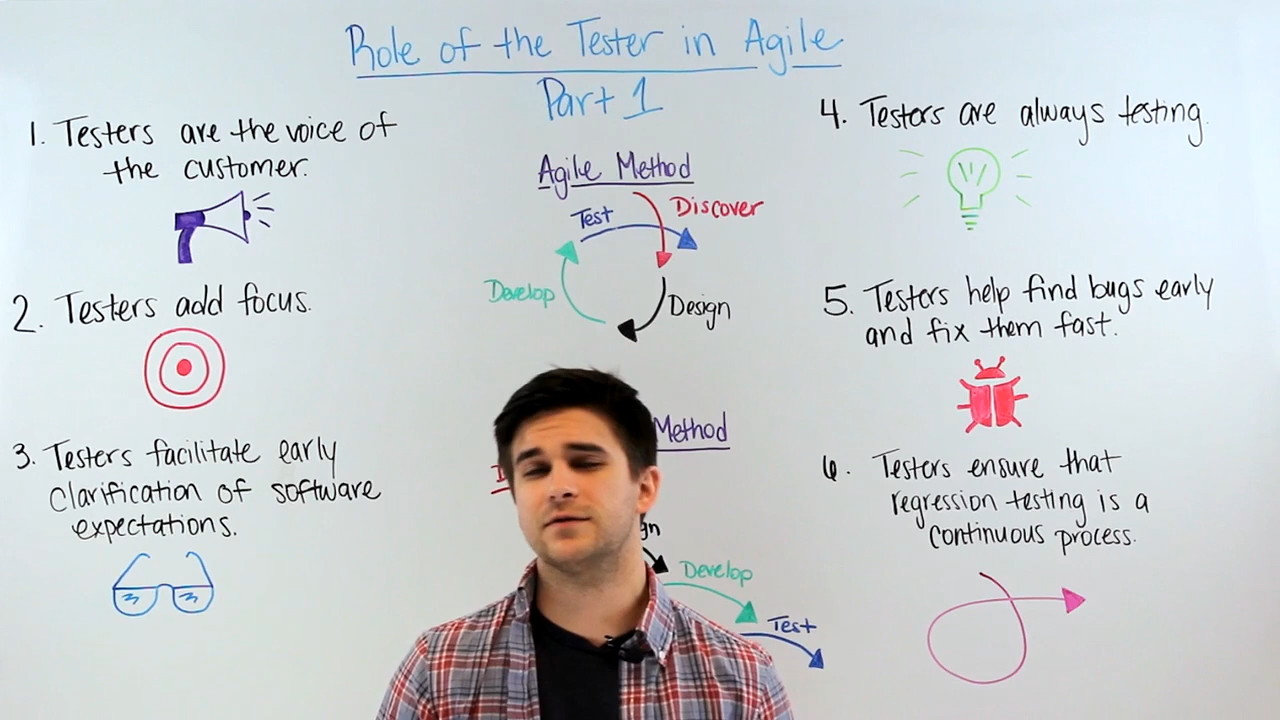 Role of the Tester in Agile
Part 1
1. Testers are the voice of
the customer.
2. Testers add focus.
3. Testers facilitate early
clarification of software
expectations.
Agile Method
Test
Discover
Develop
Design
Method
Develop
Test
4. Testers are always testing.
5. Testers help find bugs early
and fix them fast.
6. Testers ensure that
regression testing is a
continuous process.